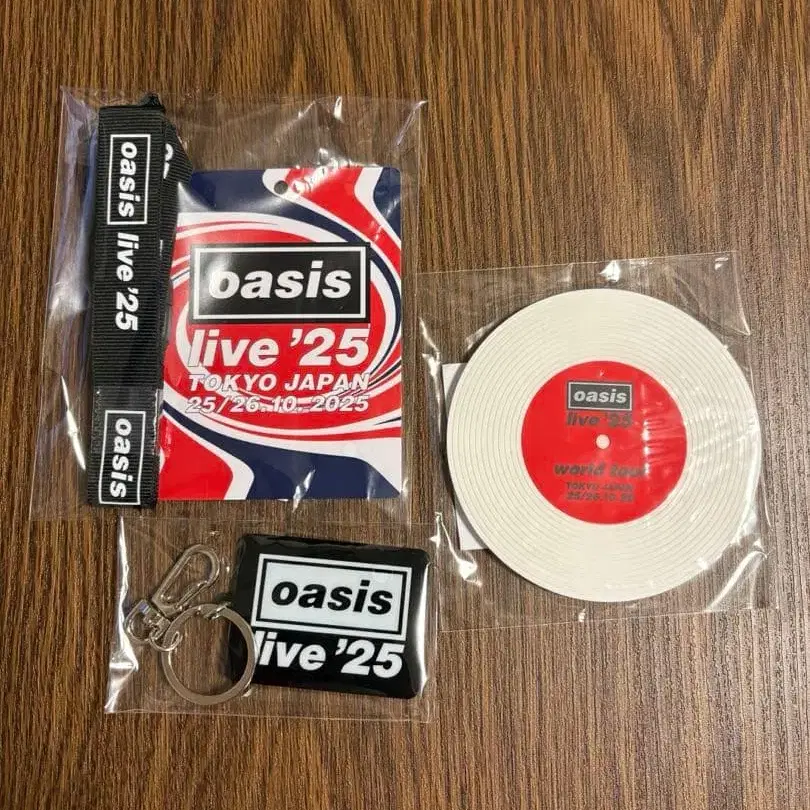 oasis live '25
oasis
oasis
live '25
TOKYO JAPAN
25/26.10.2025
oasis
live '25
world tour
TOKYO JAPAN
25/26.10.25
oasis
live '25